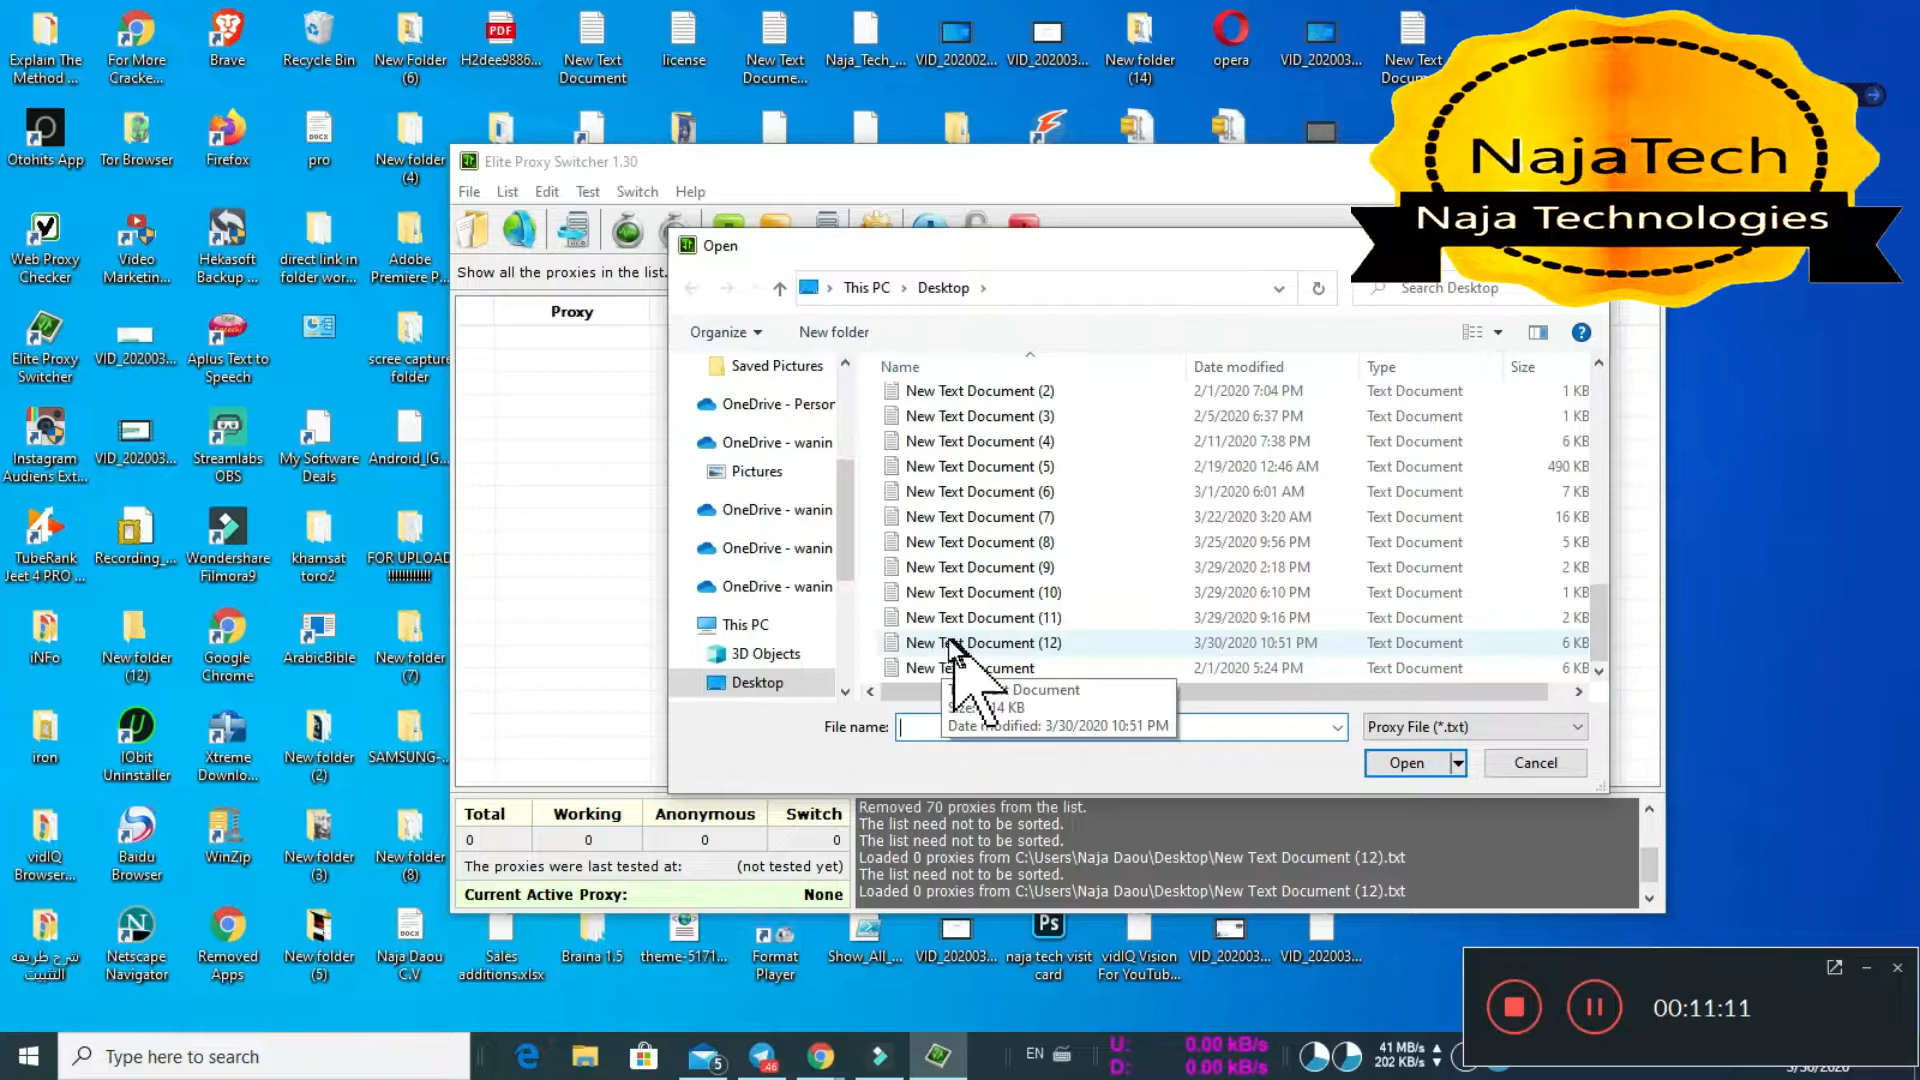 Explain The
Method ...
For More
Cracke...
Brave
Recycle Bin
New Folder
(6)
PDF
H2dee9886...
New Text
Document
license
New Text
Docume...
Naja_Tech_...
VID_202002...
VID_202003...
New folder
(14)
opera
VID_202003...
New Text
NajaTech
Naja Technologies
Otohits App
Tor Browser
Firefox
DOCX
pro
New folder
(4)
Web Proxy
Checker
Video
Marketin...
Hekasoft
Backup ...
direct link in
folder wor...
Adobe
Premiere P...
Elite Proxy
Switcher
VID_202003...
Aplus Text to
Speech
scree capture
folder
Instagram
Audiens Ext...
VID_202003...
Streamlabs
OBS
My Software
Deals
Android_IG...
TubeRank
Jeet 4 PRO ...
Recording_...
Wondershare
Filmora9
khamsat
toro2
FOR UPLOAD
!!!!!!!!!!!!!!
iNFo
New folder
(12)
Google
Chrome
ArabicBible
New folder
(7)
iron
IObit
Uninstaller
Xtreme
Downlo...
New folder
(2)
SAMSUNG-...
vidIQ
Browser...
Baidu
Browser
WinZip
New folder
(3)
New folder
(8)
شرح طريقه
التثبيت
Netscape
Navigator
Removed
Apps
New folder
(5)
DOCX
Naja Daou
C.V
Sales
additions.xlsx
Braina 1.5
theme-5171...
Format
Player
Show_All_...
VID_202003...
Ps
naja tech visit
card
vidIQ Vision
For YouTub...
VID_202003...
VID_202003...
Elite Proxy Switcher 1.30
File List Edit Test Switch Help
Show all the proxies in the list.
Proxy
Open
This PC Desktop
Search Desktop
Organize New folder
Saved Pictures
OneDrive - Person
OneDrive - wanin
Pictures
OneDrive - wanin
OneDrive - wanin
OneDrive - wanin
This PC
3D Objects
Desktop
Name Date modified Type Size
New Text Document (2) 2/1/2020 7:04 PM Text Document 1 KB
New Text Document (3) 2/5/2020 6:37 PM Text Document 1 KB
New Text Document (4) 2/11/2020 7:38 PM Text Document 6 KB
New Text Document (5) 2/19/2020 12:46 AM Text Document 490 KB
New Text Document (6) 3/1/2020 6:01 AM Text Document 7 KB
New Text Document (7) 3/22/2020 3:20 AM Text Document 16 KB
New Text Document (8) 3/25/2020 9:56 PM Text Document 5 KB
New Text Document (9) 3/29/2020 2:18 PM Text Document 2 KB
New Text Document (10) 3/29/2020 6:10 PM Text Document 1 KB
New Text Document (11) 3/29/2020 9:16 PM Text Document 2 KB
New Text Document (12) 3/30/2020 10:51 PM Text Document 6 KB
New Document 2/1/2020 5:24 PM Text Document 6 KB
Document
KB
Date modified: 3/30/2020 10:51 PM
File name:
Proxy File (*.txt)
Open
Cancel
Total Working Anonymous Switch
0 0 0 0
The proxies were last tested at: (not tested yet)
Current Active Proxy: None
Removed 70 proxies from the list.
The list need not to be sorted.
The list need not to be sorted.
Loaded 0 proxies from C:\Users\Naja Daou\Desktop\New Text Document (12).txt
The list need not to be sorted.
Loaded 0 proxies from C:\Users\Naja Daou\Desktop\New Text Document (12).txt
00:11:11
Type here to search
5
46
EN
U: 0.00 kB/s
D: 0.00 kB/s
41 MB/s
202 KB/s